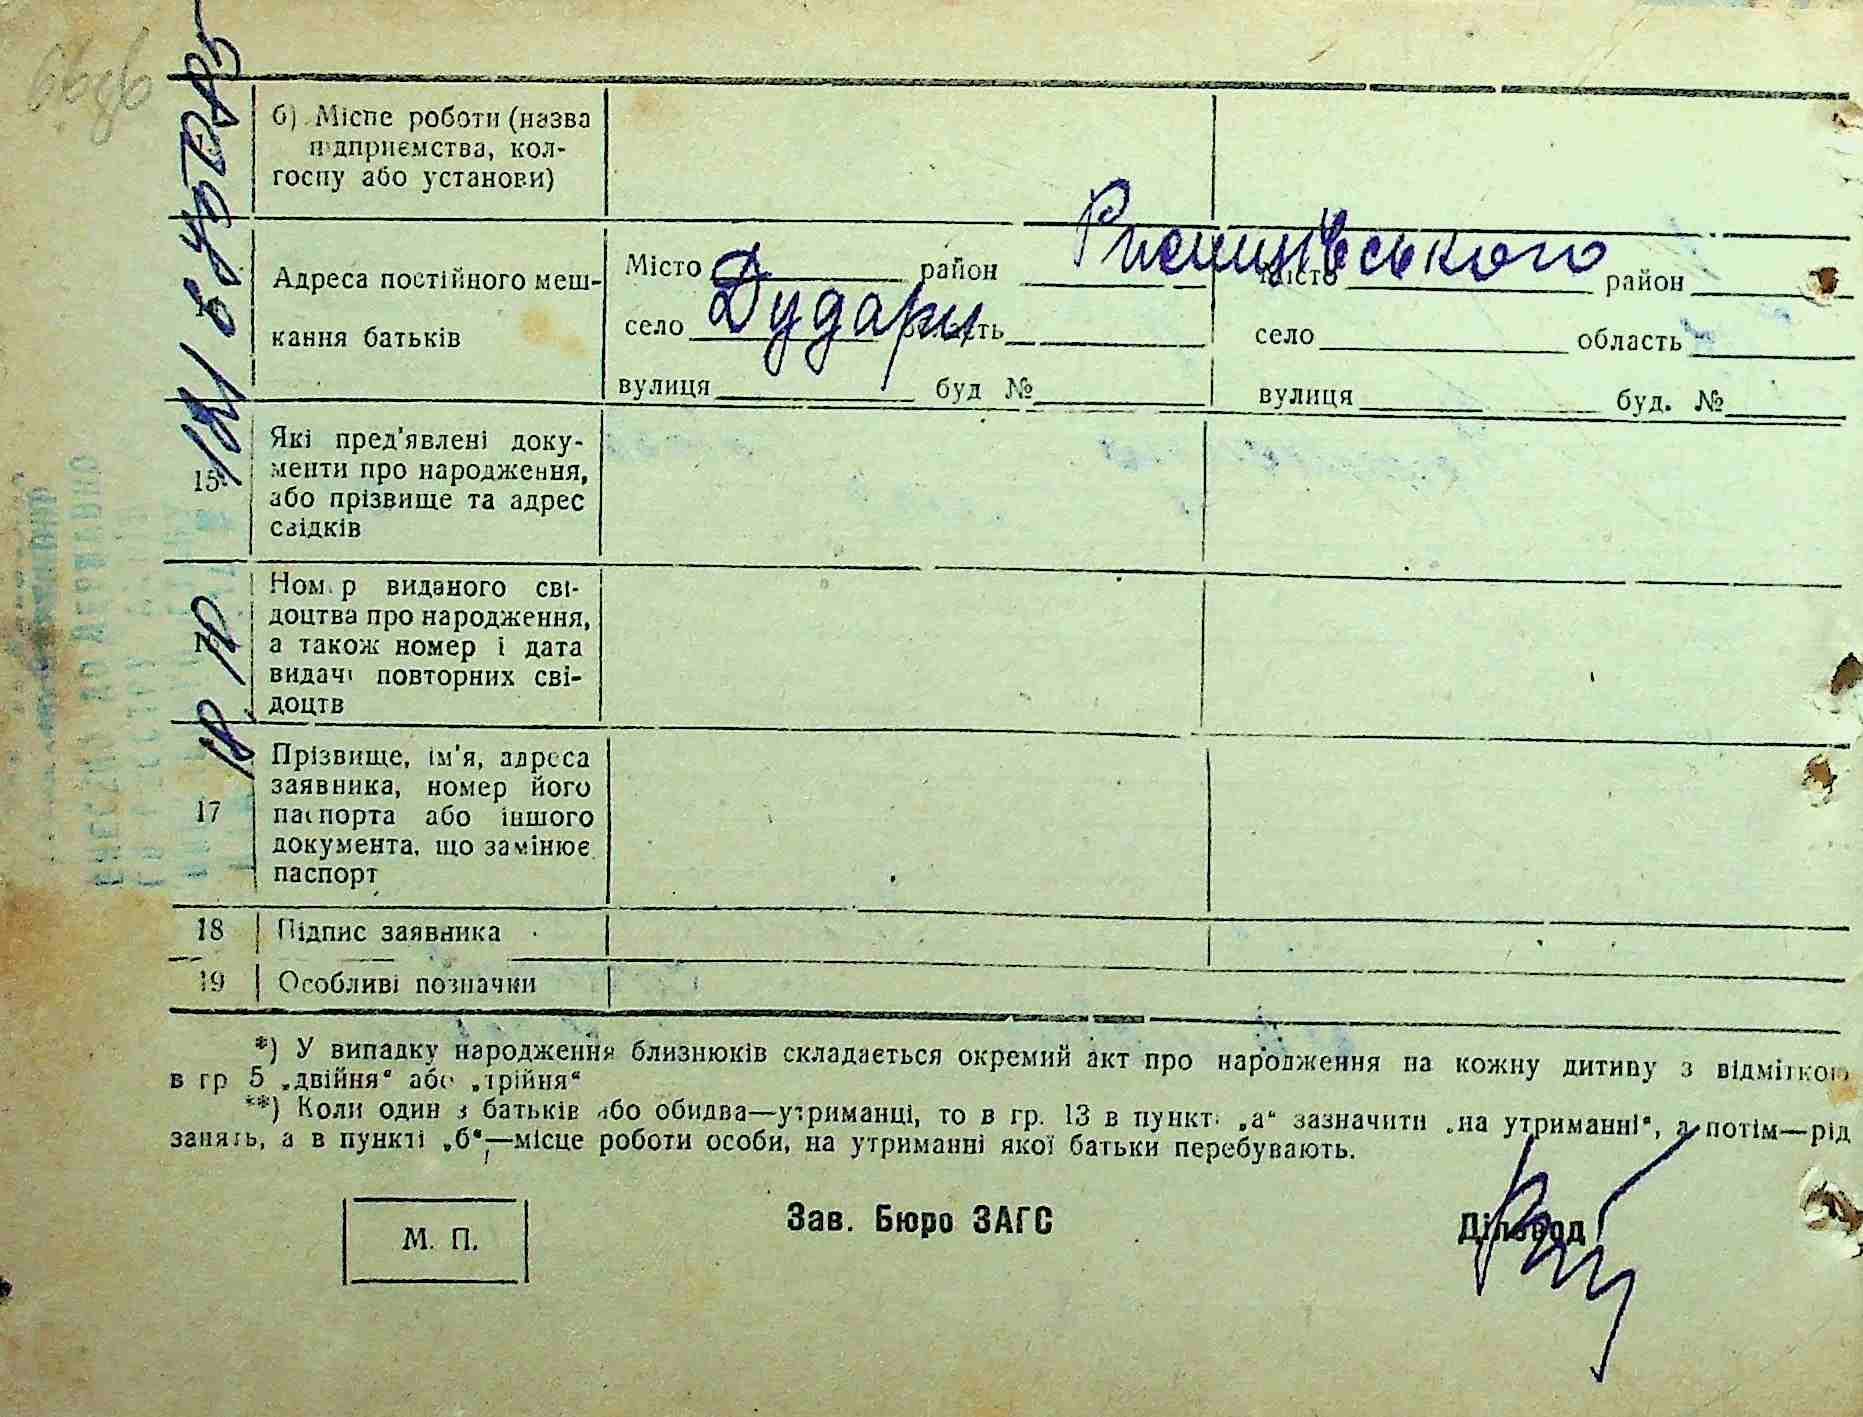 б) Місце роботи (назва
підприємства, кол-
госпу або установи)
Адреса постійного меш-
кання батьків
Місто район
село Дудари область
вулиця буд №
Ржищівського
Місто район
село область
вулиця буд. №
15 Які пред'явлені доку-
менти про народження,
або прізвище та адрес
свідків
Номер виданого сві-
доцтва про народження,
а також номер і дата
видачі повторних сві-
доцтв
17 Прізвище, ім'я, адреса
заявника, номер його
паспорта або іншого
документа, що замінює
паспорт
18 Підпис заявника
19 Особливі позначки
*) У випадку народження близнюків складається окремий акт про народження на кожну дитину з відміткою
в гр 5 „двійня“ або „трійня“
**) Коли один з батьків або обидва—утриманці, то в гр. 13 в пункті „а“ зазначити „на утриманні“, а потім—рід
занять, а в пункті „б“,—місце роботи особи, на утриманні якої батьки перебувають.
М. П.
Зав. Бюро ЗАГС
Діловод